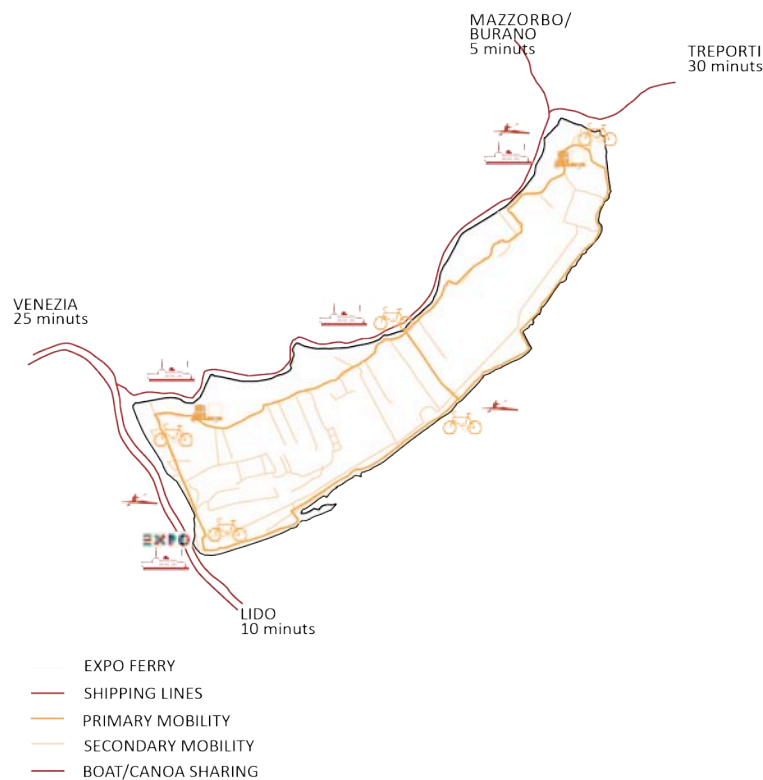 MAZZORBO/
BURANO
5 minuts
TREPORTI
30 minuts
VENEZIA
25 minuts
EXPO
LIDO
10 minuts
EXPO FERRY
SHIPPING LINES
PRIMARY MOBILITY
SECONDARY MOBILITY
BOAT/CANOA SHARING